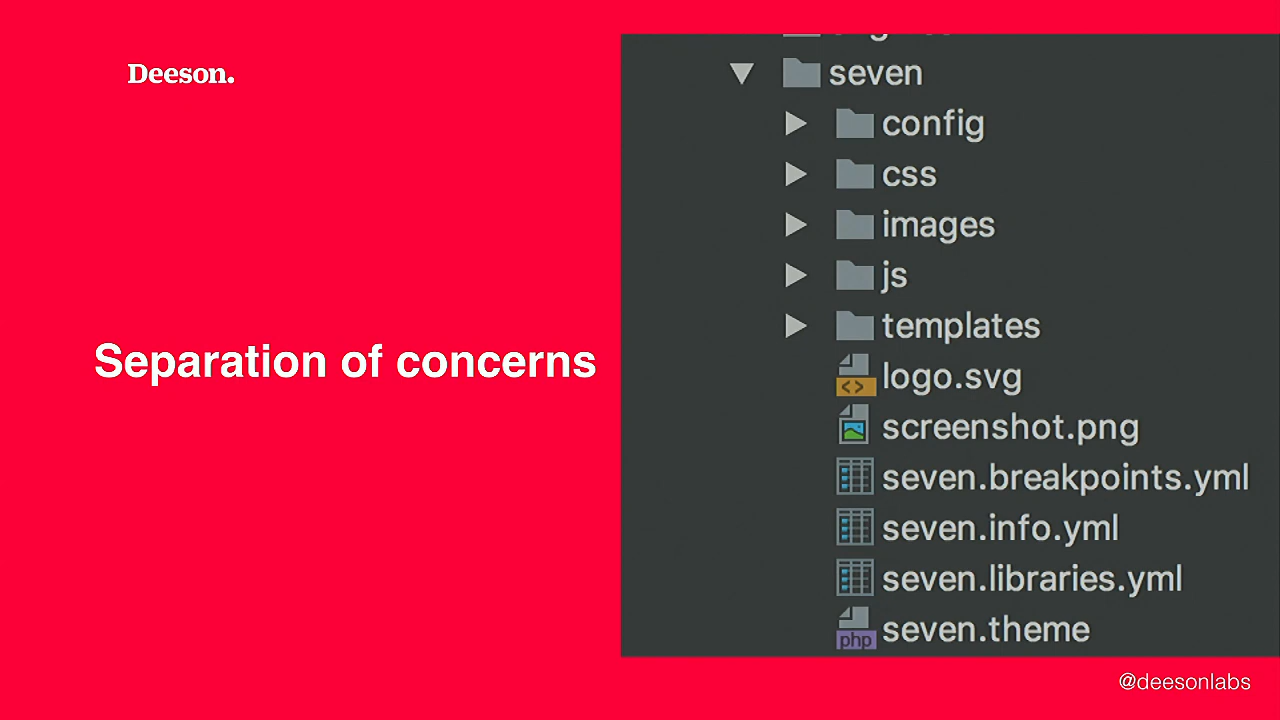 Deeson.
Separation of concerns
seven
config
css
images
js
templates
logo.svg
screenshot.png
seven.breakpoints.yml
seven.info.yml
seven.libraries.yml
php
seven.theme
@deesonlabs